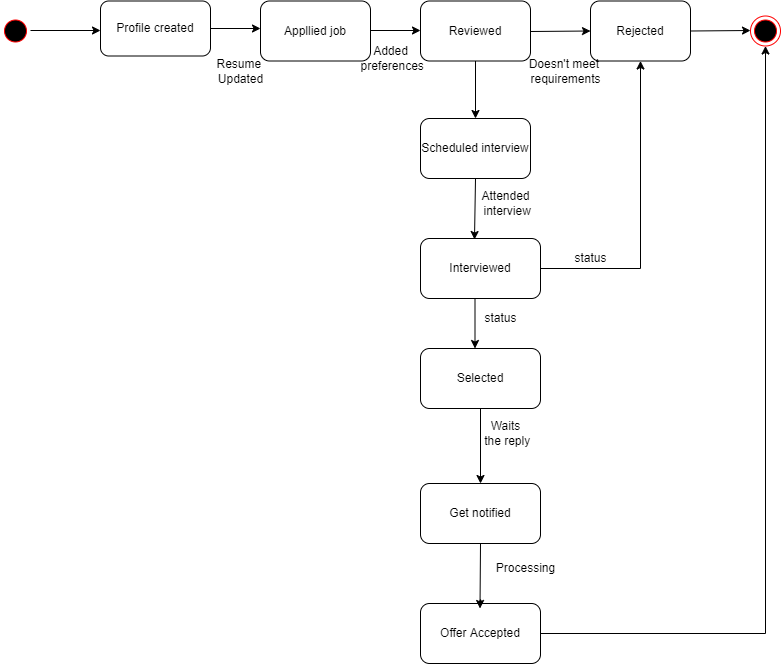 Profile created
Appllied job
Reviewed
Rejected
Resume
Updated
Added
preferences
Doesn't meet
requirements
Scheduled interview
Attended
interview
Interviewed
status
status
Selected
Waits
the reply
Get notified
Processing
Offer Accepted